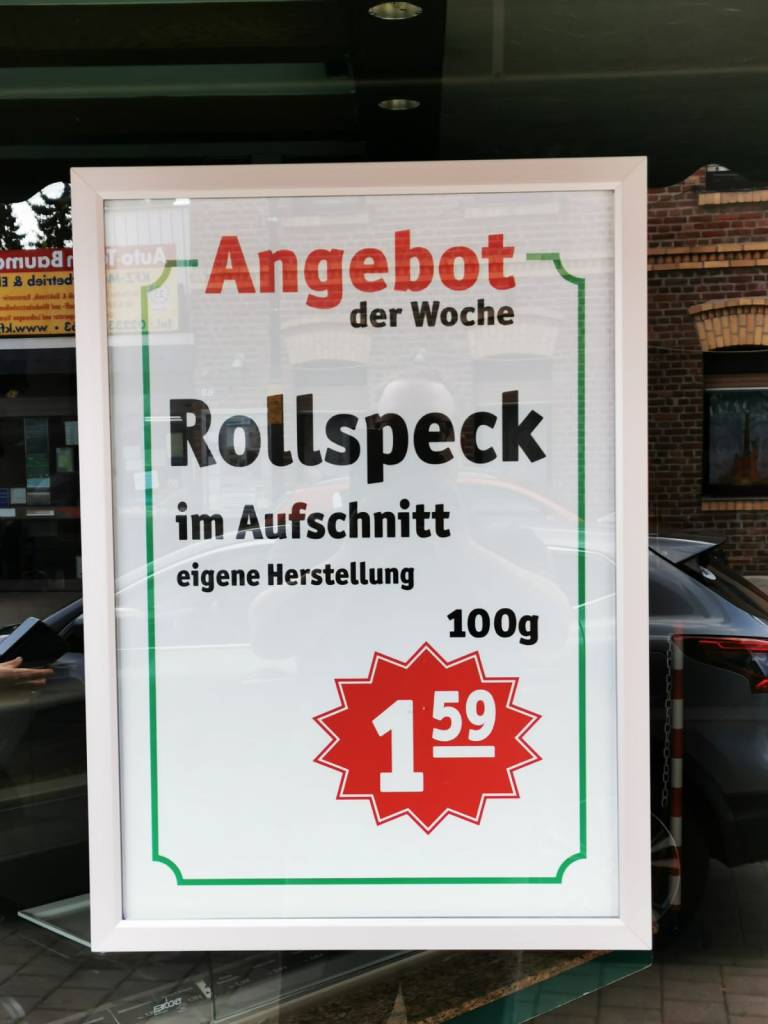 Angebot
der Woche
Rollspeck
im Aufschnitt
eigene Herstellung
100g
1 59